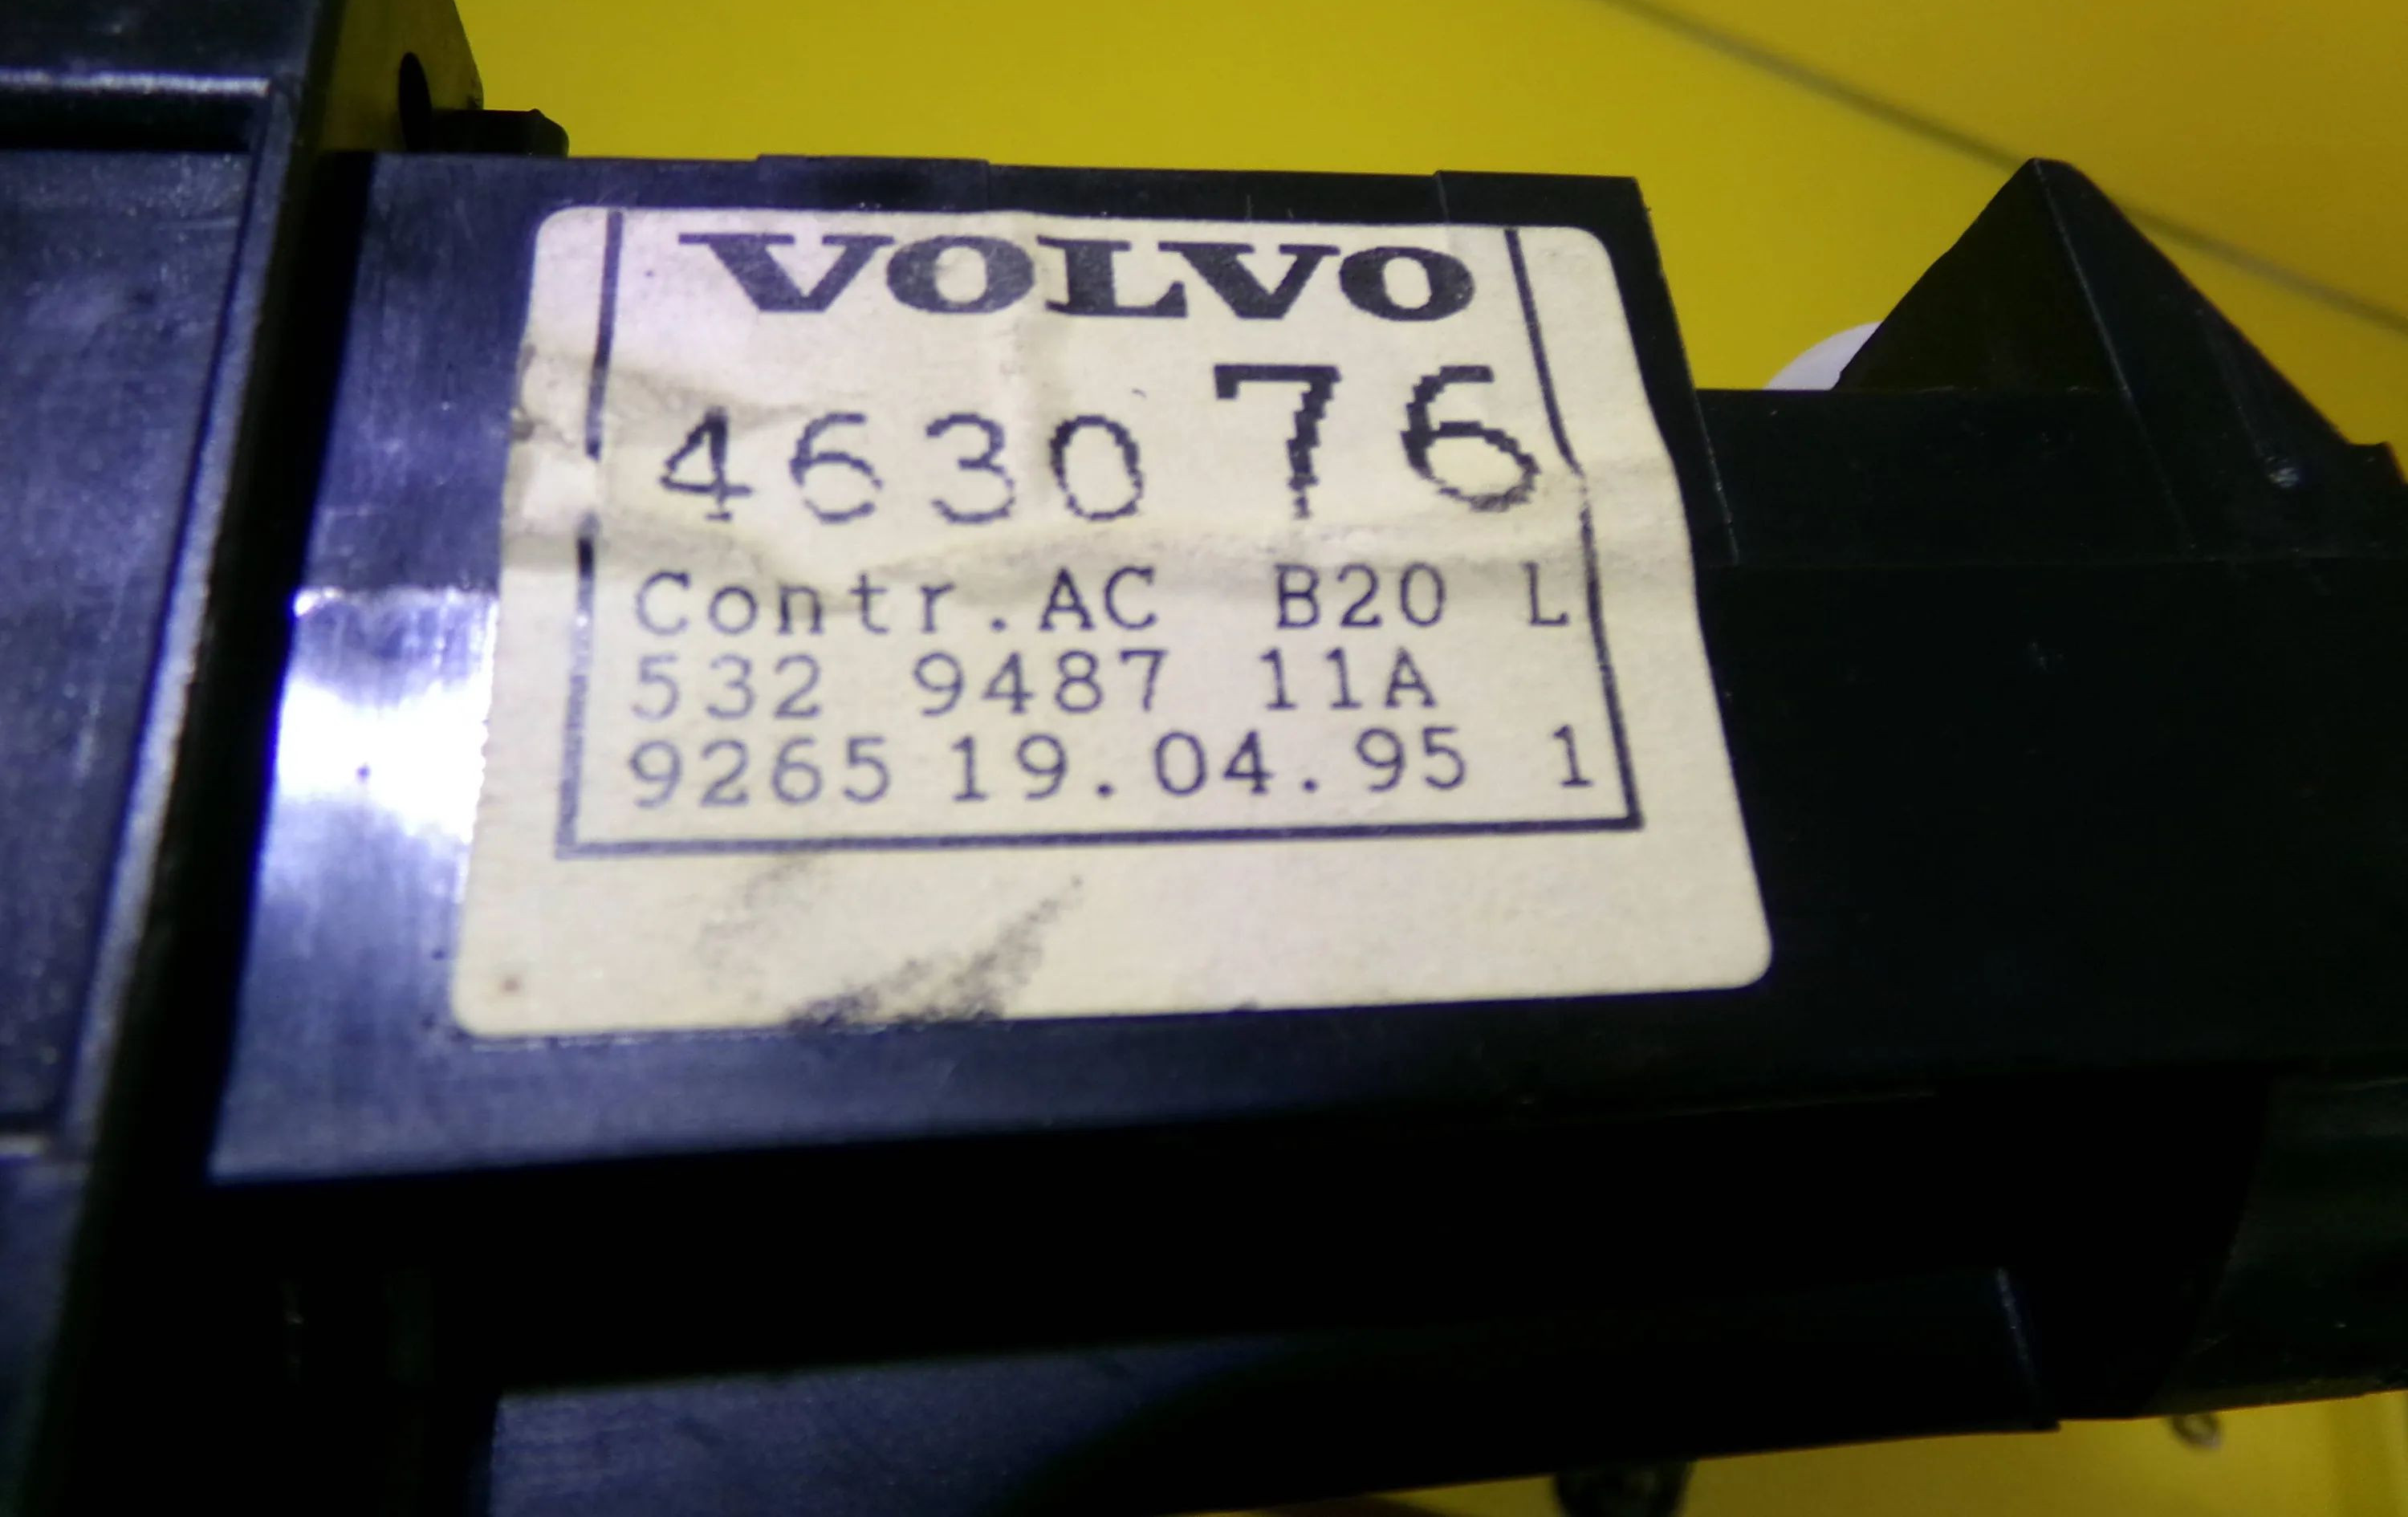 VOLVO
463076
Contr.AC B20 L
532 9487 11A
9265 19.04.95 1